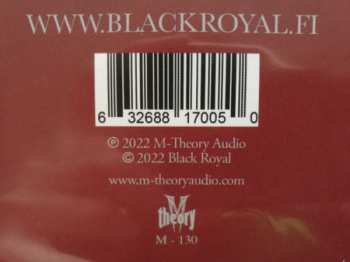 WWW.BLACKROYAL.FI
6 32688 17005 0
℗ 2022 M-Theory Audio
© 2022 Black Royal
www.m-theoryaudio.com
M
theory
M - 130